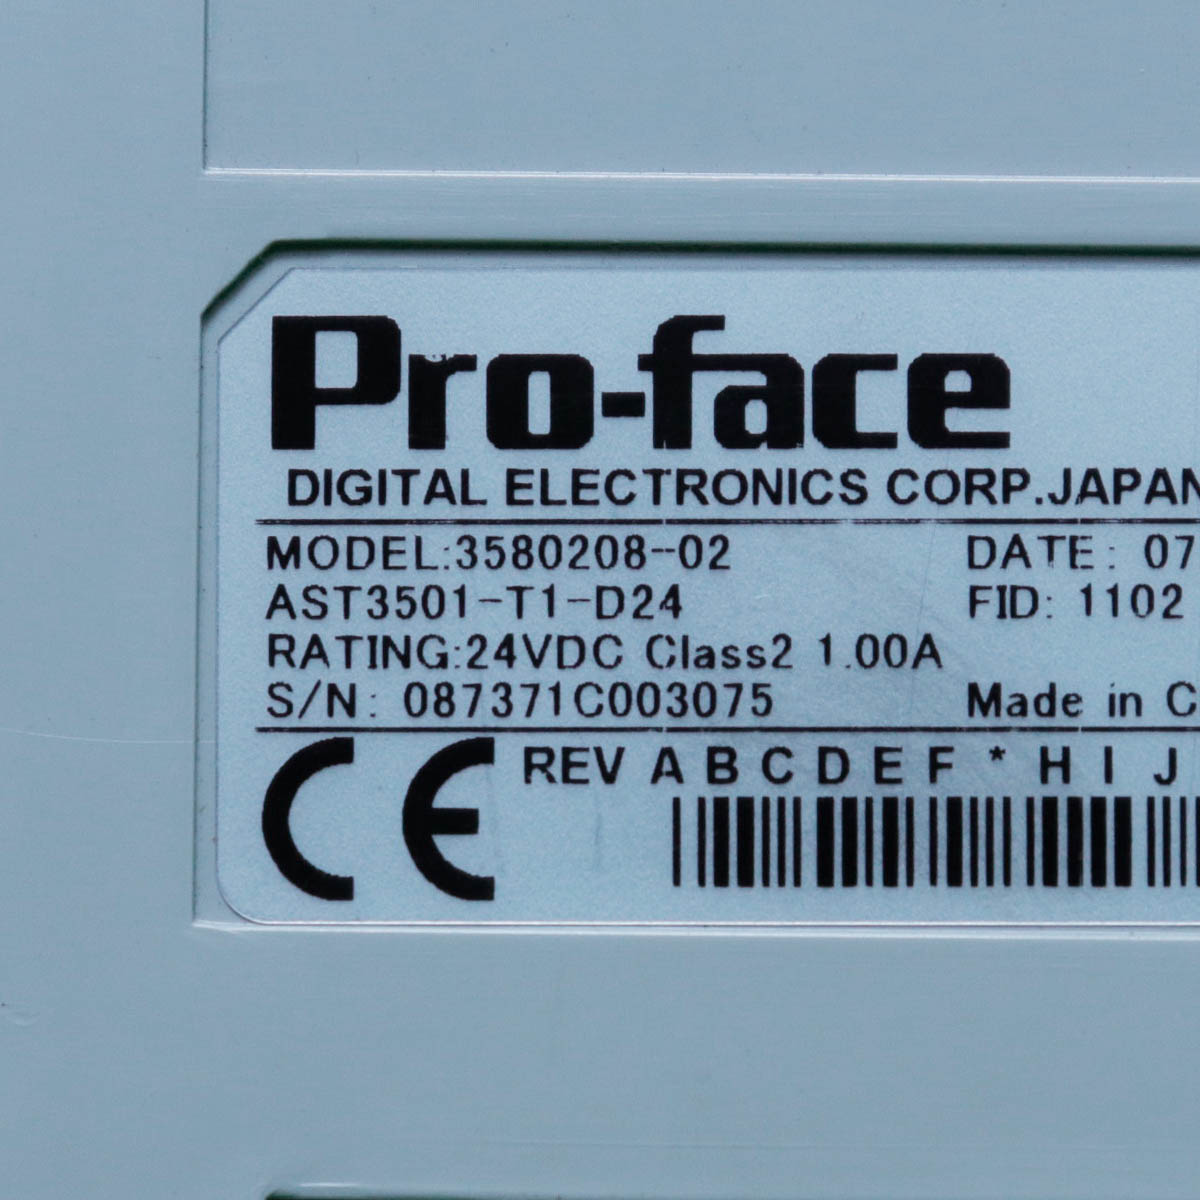 Pro-face
DIGITAL ELECTRONICS CORP.JAPAN
MODEL:3580208-02 DATE: 07
AST3501-T1-D24 FID: 1102
RATING:24VDC Class2 1.00A
S/N: 087371C003075 Made in C
CE REV A B C D E F * H I J